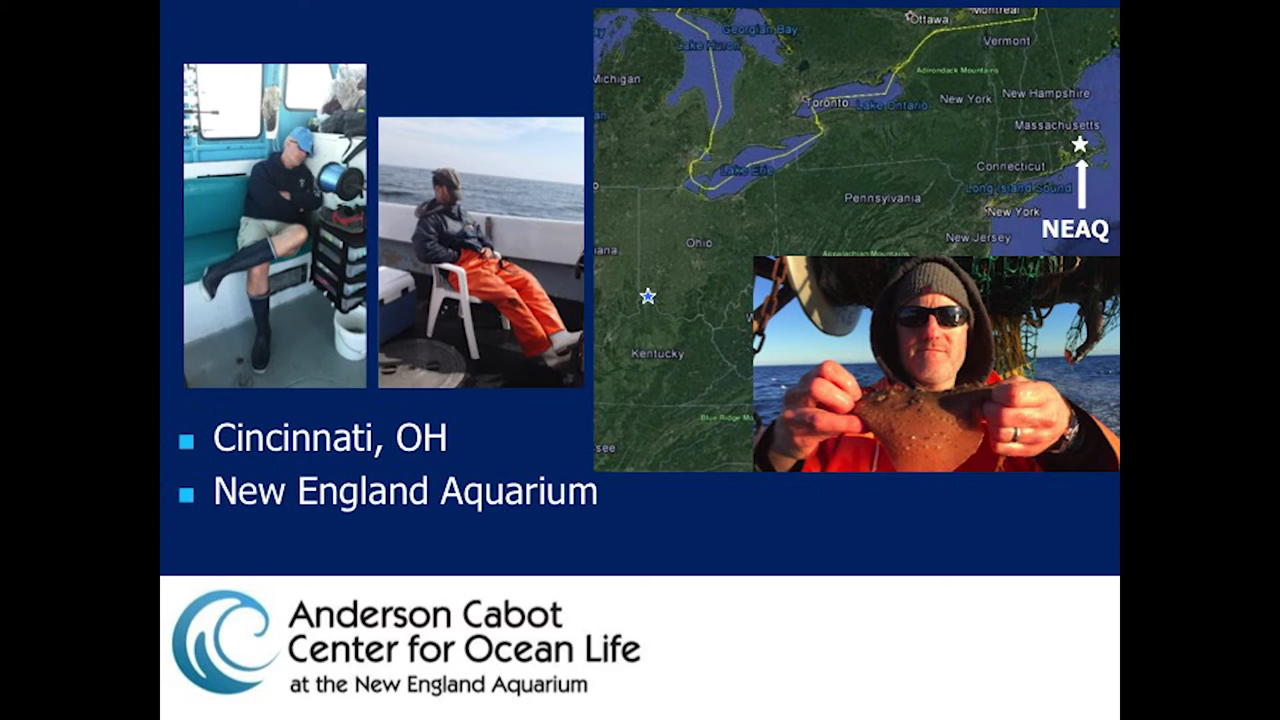 Montreal
Ottawa
Georgian Bay
Lake Huron
Vermont
Michigan
Adirondack Mountains
Toronto
Lake Ontario
New York
New Hampshire
Massachusetts
Connecticut
Lake Erie
Long Island Sound
Pennsylvania
New York
NEAQ
New Jersey
Ohio
Appalachian Mountains
Kentucky
Cincinnati, OH
New England Aquarium
Anderson Cabot
Center for Ocean Life
at the New England Aquarium